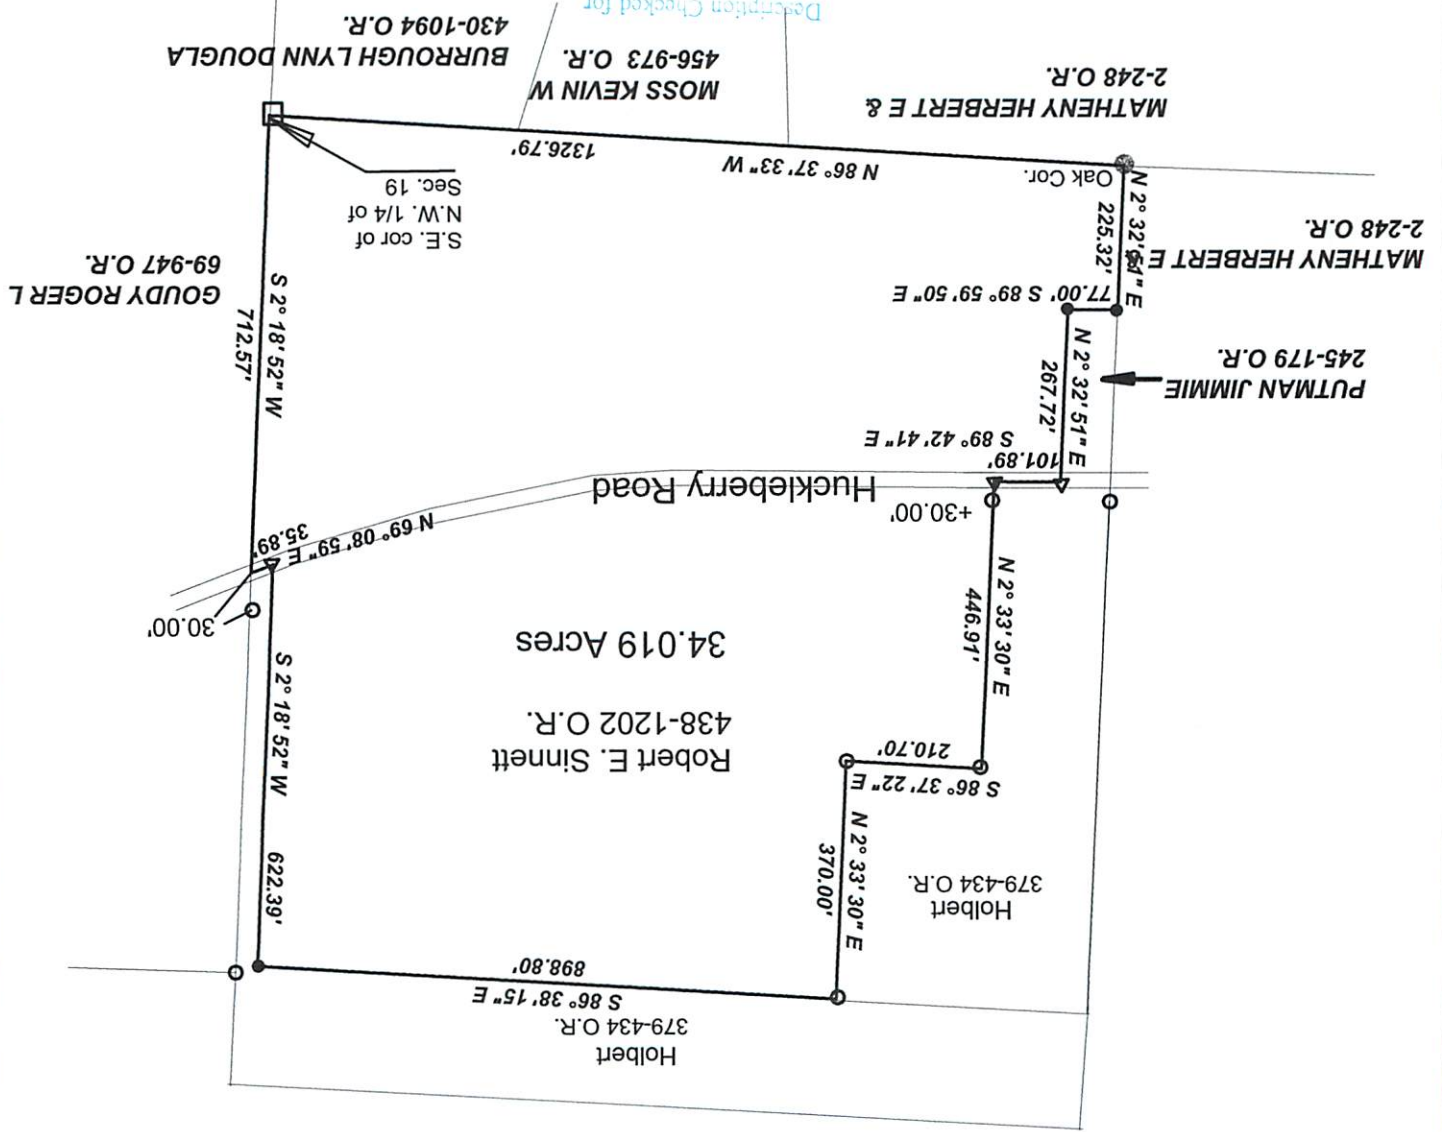 Holbert
379-434 O.R.
S 86° 38' 15" E
898.80'
Holbert
379-434 O.R.
N 2° 33' 30" E
370.00'
S 86° 37' 22" E
210.70'
622.39'
S 2° 18' 52" W
Robert E. Sinnett
438-1202 O.R.
34.019 Acres
N 2° 33' 30" E
446.91'
30.00'
35.89'
N 69° 08' 59" E
+30.00'
Huckleberry Road
101.89'
S 89° 42' 41" E
PUTMAN JIMMIE
245-179 O.R.
N 2° 32' 51" E
267.72'
S 2° 18' 52" W
712.57'
GOUDY ROGER L
69-947 O.R.
77.00' S 89° 59' 50" E
MATHENY HERBERT E &
2-248 O.R.
N 2° 32' 51" E
225.32'
S.E. cor of
N.W. 1/4 of
Sec. 19
Oak Cor.
N 86° 37' 33" W
1326.79'
MATHENY HERBERT E &
2-248 O.R.
MOSS KEVIN W
456-973 O.R.
BURROUGH LYNN DOUGLA
430-1094 O.R.
Description Checked for